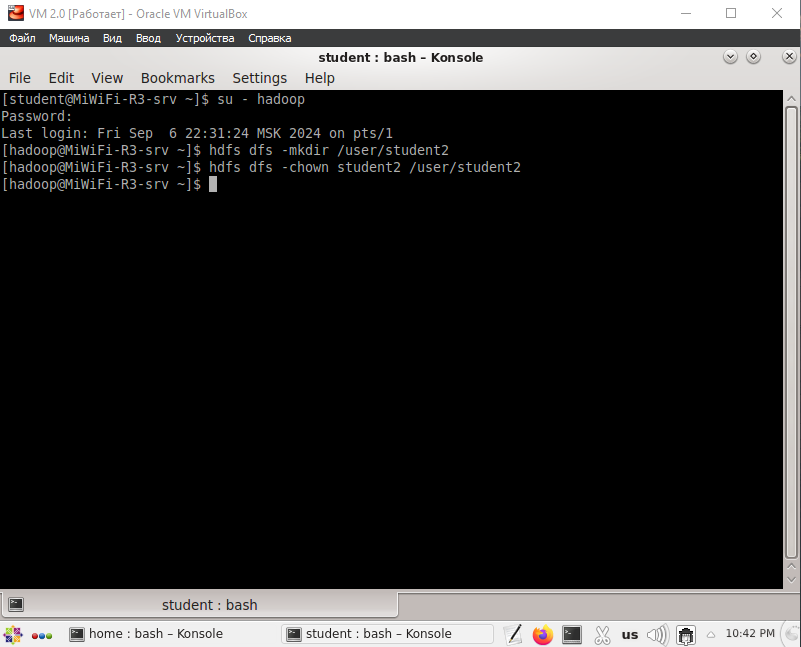 VM 2.0 [Работает] - Oracle VM VirtualBox
Файл Машина Вид Ввод Устройства Справка
student : bash – Konsole
File Edit View Bookmarks Settings Help
[student@MiWiFi-R3-srv ~]$ su - hadoop
Password:
Last login: Fri Sep  6 22:31:24 MSK 2024 on pts/1
[hadoop@MiWiFi-R3-srv ~]$ hdfs dfs -mkdir /user/student2
[hadoop@MiWiFi-R3-srv ~]$ hdfs dfs -chown student2 /user/student2
[hadoop@MiWiFi-R3-srv ~]$
student : bash
home : bash – Konsole student : bash – Konsole us 10:42 PM